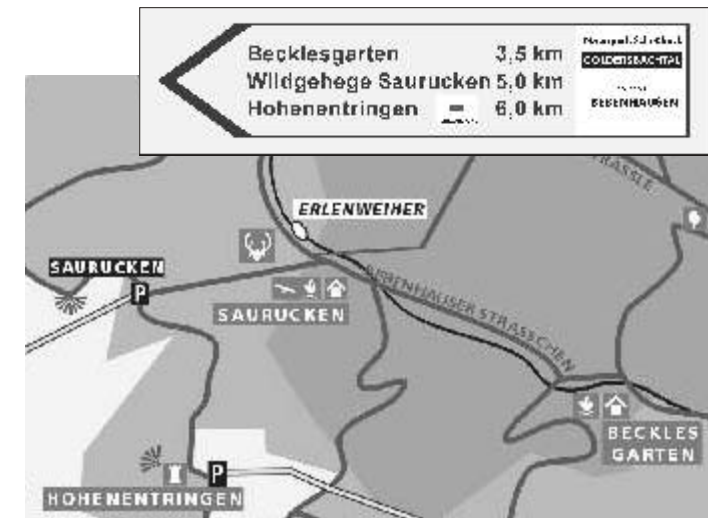 Becklesgarten 3,5 km
Wildgehege Saurucken 5,0 km
Hohenentringen 6,0 km
GOLDERSBACHTAL
BEBENHAUSEN
STRÄSSLE
ERLENWEIHER
SAURUCKEN
P
SAURUCKEN
STRÄSSCHEN
BECKLES
GARTEN
P
HOHENENTRINGEN